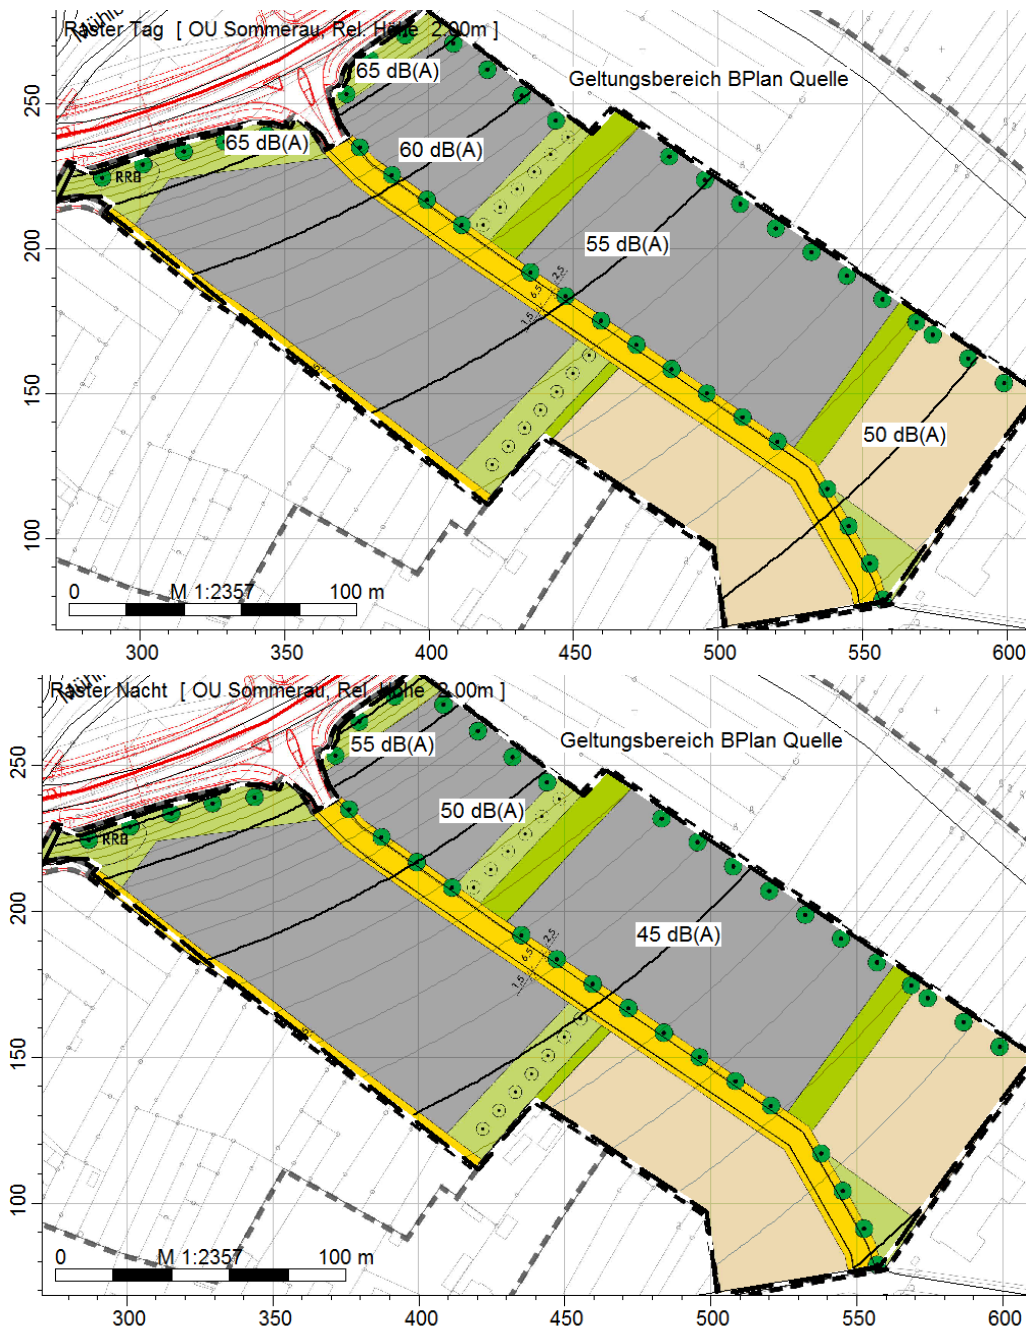 Raster Tag [ OU Sommerau, Rel. Höhe 2.00m ]
65 dB(A)
Geltungsbereich BPlan Quelle
65 dB(A)
60 dB(A)
RRB
55 dB(A)
2.5
6.5
1.5
50 dB(A)
250
200
150
100
0 M 1:2357 100 m
300 350 400 450 500 550 600
Raster Nacht [ OU Sommerau, Rel. Höhe 2.00m ]
55 dB(A)
Geltungsbereich BPlan Quelle
50 dB(A)
RRB
45 dB(A)
2.5
6.5
1.5
250
200
150
100
0 M 1:2357 100 m
300 350 400 450 500 550 600